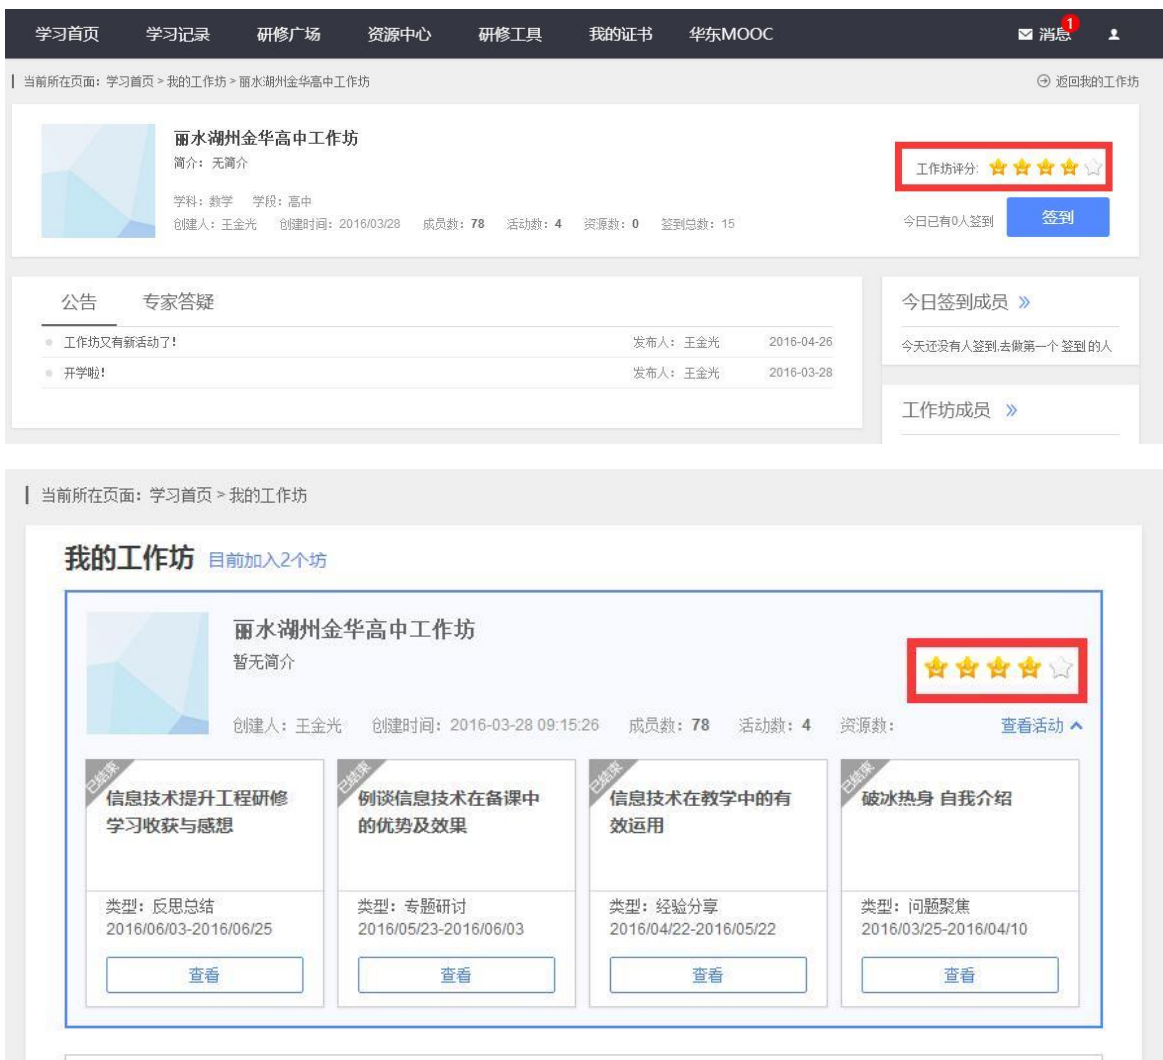 学习首页 学习记录 研修广场 资源中心 研修工具 我的证书 华东MOOC 消息 1
当前所在页面：学习首页 > 我的工作坊 > 丽水湖州金华高中工作坊 返回我的工作坊
丽水湖州金华高中工作坊
简介：无简介
工作坊评分:
学科：数学 学段：高中
创建人：王金光 创建时间：2016/03/28 成员数：78 活动数：4 资源数：0 签到总数：15
今日已有0人签到 签到
公告 专家答疑
工作坊又有新活动了！ 发布人：王金光 2016-04-26
开学啦！ 发布人：王金光 2016-03-28
今日签到成员 »
今天还没有人签到,去做第一个 签到 的人
工作坊成员 »
当前所在页面：学习首页 > 我的工作坊
我的工作坊 目前加入2个坊
丽水湖州金华高中工作坊
暂无简介
创建人：王金光 创建时间：2016-03-28 09:15:26 成员数：78 活动数：4 资源数： 查看活动
已结束
信息技术提升工程研修
学习收获与感想
类型：反思总结
2016/06/03-2016/06/25
查看
已结束
例谈信息技术在备课中
的优势及效果
类型：专题研讨
2016/05/23-2016/06/03
查看
已结束
信息技术在教学中的有
效运用
类型：经验分享
2016/04/22-2016/05/22
查看
已结束
破冰热身 自我介绍
类型：问题聚焦
2016/03/25-2016/04/10
查看